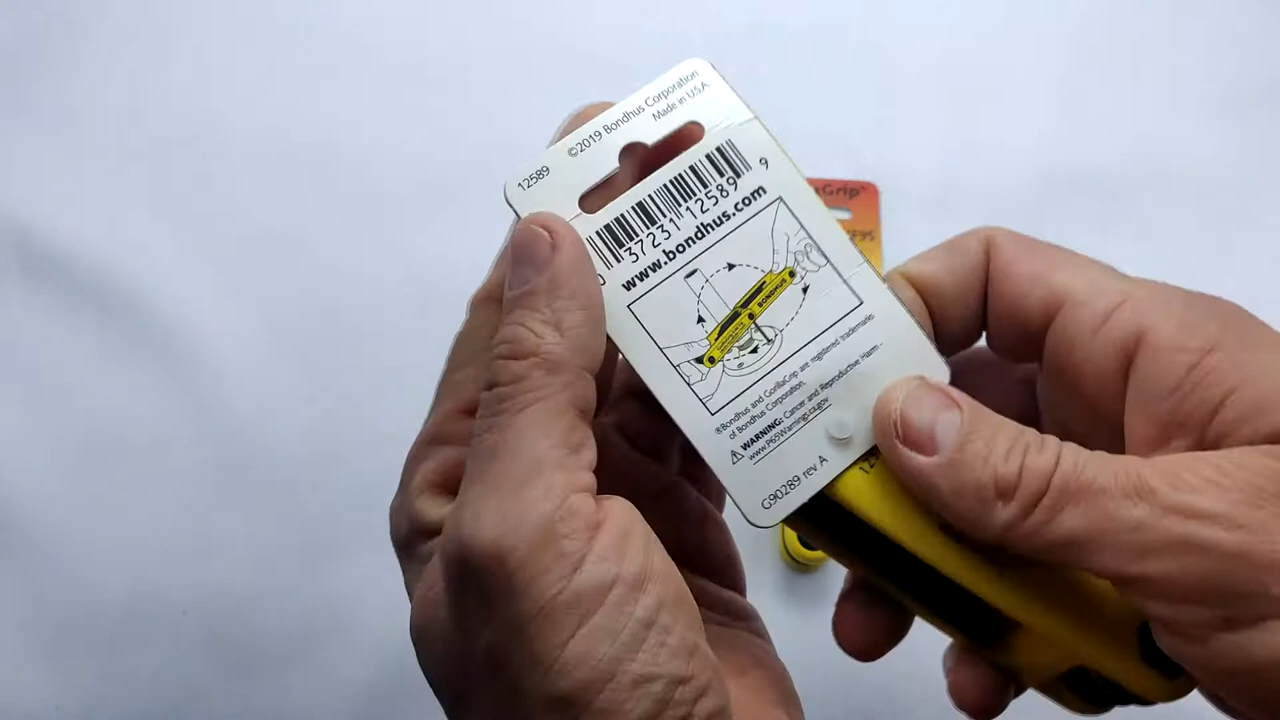 12589
©2019 Bondhus Corporation
Made in U.S.A
37231 12589 9
www.bondhus.com
BONDHUS
®Bondhus and GorillaGrip are registered trademarks
of Bondhus Corporation.
⚠ WARNING: Cancer and Reproductive Harm -
www.P65Warnings.ca.gov
G90289 rev A
Grip